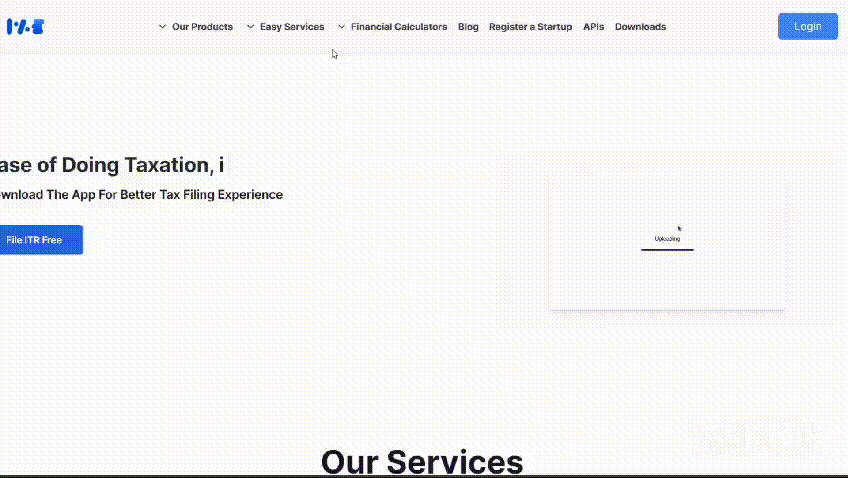 Our Products Easy Services Financial Calculators Blog Register a Startup APIs Downloads Login
ase of Doing Taxation, i
ownload The App For Better Tax Filing Experience
File ITR Free
Uploading
Our Services